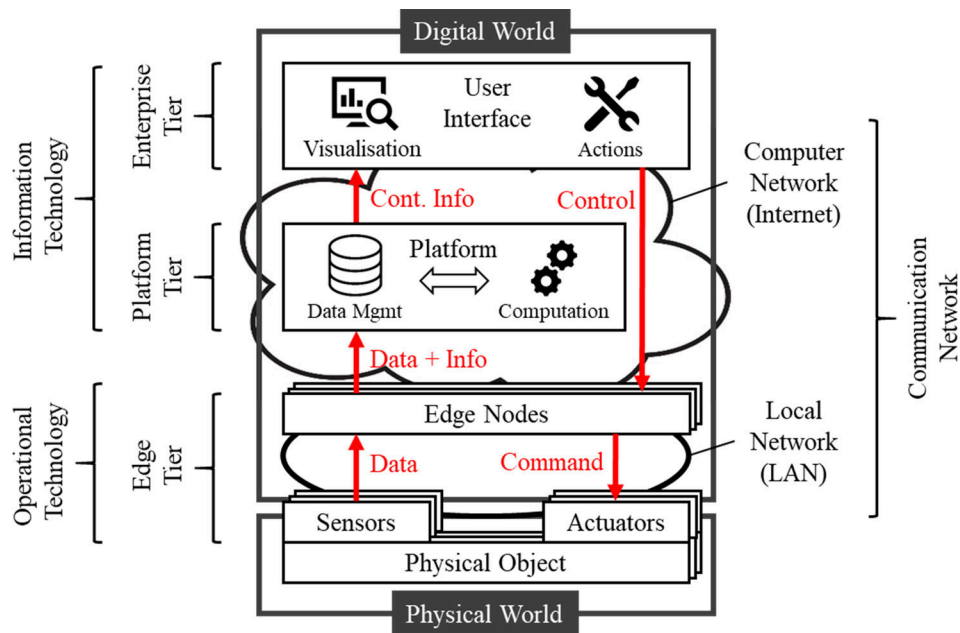 Digital World
Information
Technology
Enterprise
Tier
User
Interface
Visualisation
Actions
Cont. Info
Control
Computer
Network
(Internet)
Platform
Tier
Platform
Data Mgmt
Computation
Communication
Network
Data + Info
Operational
Technology
Edge
Tier
Edge Nodes
Local
Network
(LAN)
Data
Command
Sensors
Actuators
Physical Object
Physical World